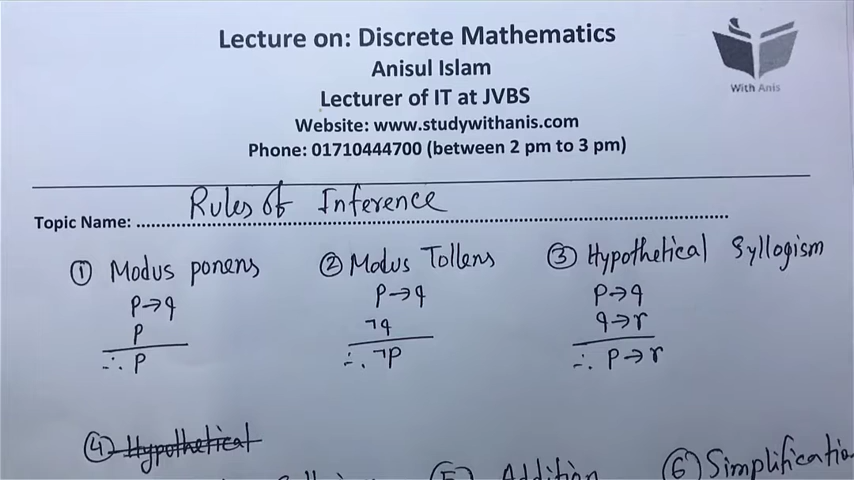 Lecture on: Discrete Mathematics
Anisul Islam
Lecturer of IT at JVBS
Website: www.studywithanis.com
Phone: 01710444700 (between 2 pm to 3 pm)
With Anis
Topic Name: Rules of Inference
① Modus ponens ② Modus Tollens ③ Hypothetical Syllogism
p→q p→q p→q
p ¬q q→r
∴ p ∴ ¬p ∴ p→r
④ Hypothetical
⑤ Addition ⑥ Simplification